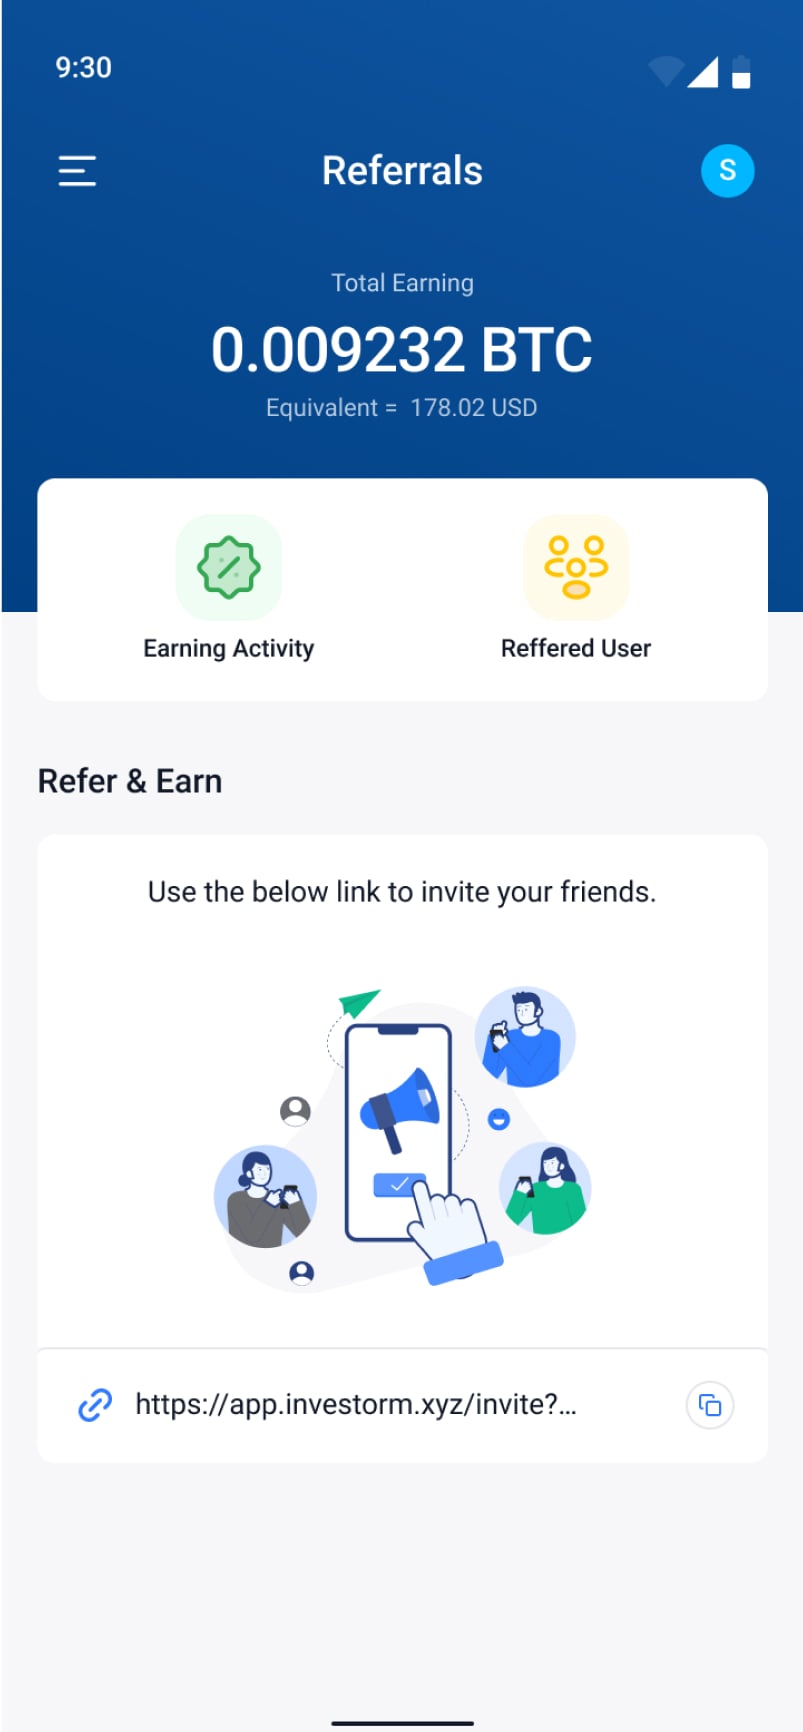 9:30
Referrals
S
Total Earning
0.009232 BTC
Equivalent = 178.02 USD
Earning Activity
Reffered User
Refer & Earn
Use the below link to invite your friends.
https://app.investorm.xyz/invite?...